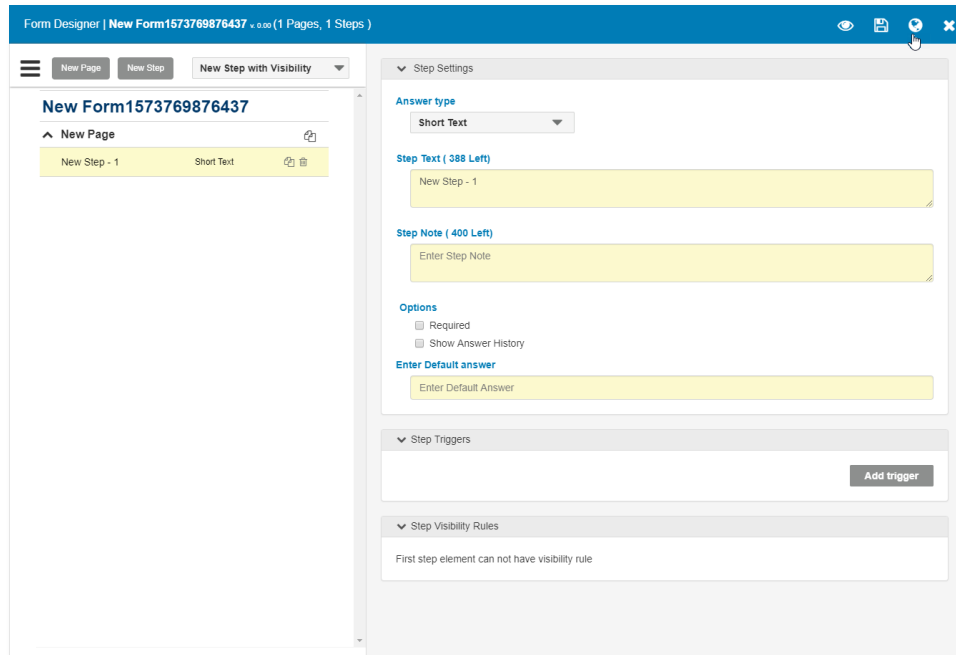 Form Designer | New Form1573769876437 v. 0.00 (1 Pages, 1 Steps )
New Page New Step New Step with Visibility
New Form1573769876437
New Page
New Step - 1 Short Text
Step Settings
Answer type
Short Text
Step Text ( 388 Left)
New Step - 1
Step Note ( 400 Left)
Enter Step Note
Options
Required
Show Answer History
Enter Default answer
Enter Default Answer
Step Triggers
Add trigger
Step Visibility Rules
First step element can not have visibility rule